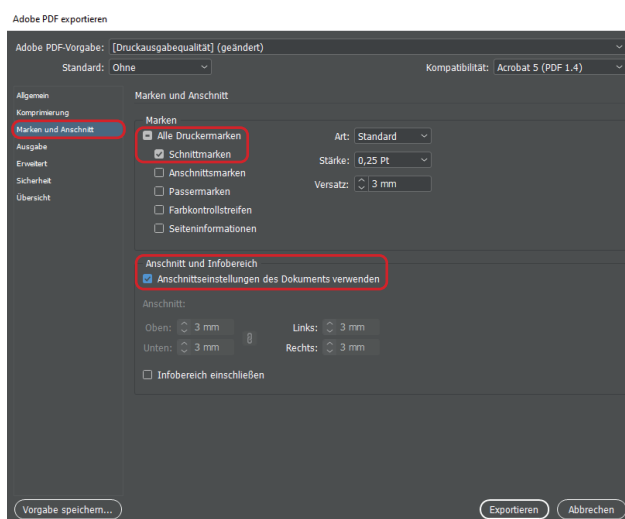 Adobe PDF exportieren
Adobe PDF-Vorgabe: [Druckausgabequalität] (geändert)
Standard: Ohne Kompatibilität: Acrobat 5 (PDF 1.4)
Allgemein
Komprimierung
Marken und Anschnitt
Ausgabe
Erweitert
Sicherheit
Übersicht
Marken und Anschnitt
Marken
Alle Druckermarken Art: Standard
Schnittmarken Stärke: 0,25 Pt
Anschnittsmarken Versatz: 3 mm
Passermarken
Farbkontrollstreifen
Seiteninformationen
Anschnitt und Infobereich
Anschnittseinstellungen des Dokuments verwenden
Anschnitt:
Oben: 3 mm Links: 3 mm
Unten: 3 mm Rechts: 3 mm
Infobereich einschließen
Vorgabe speichern... Exportieren Abbrechen